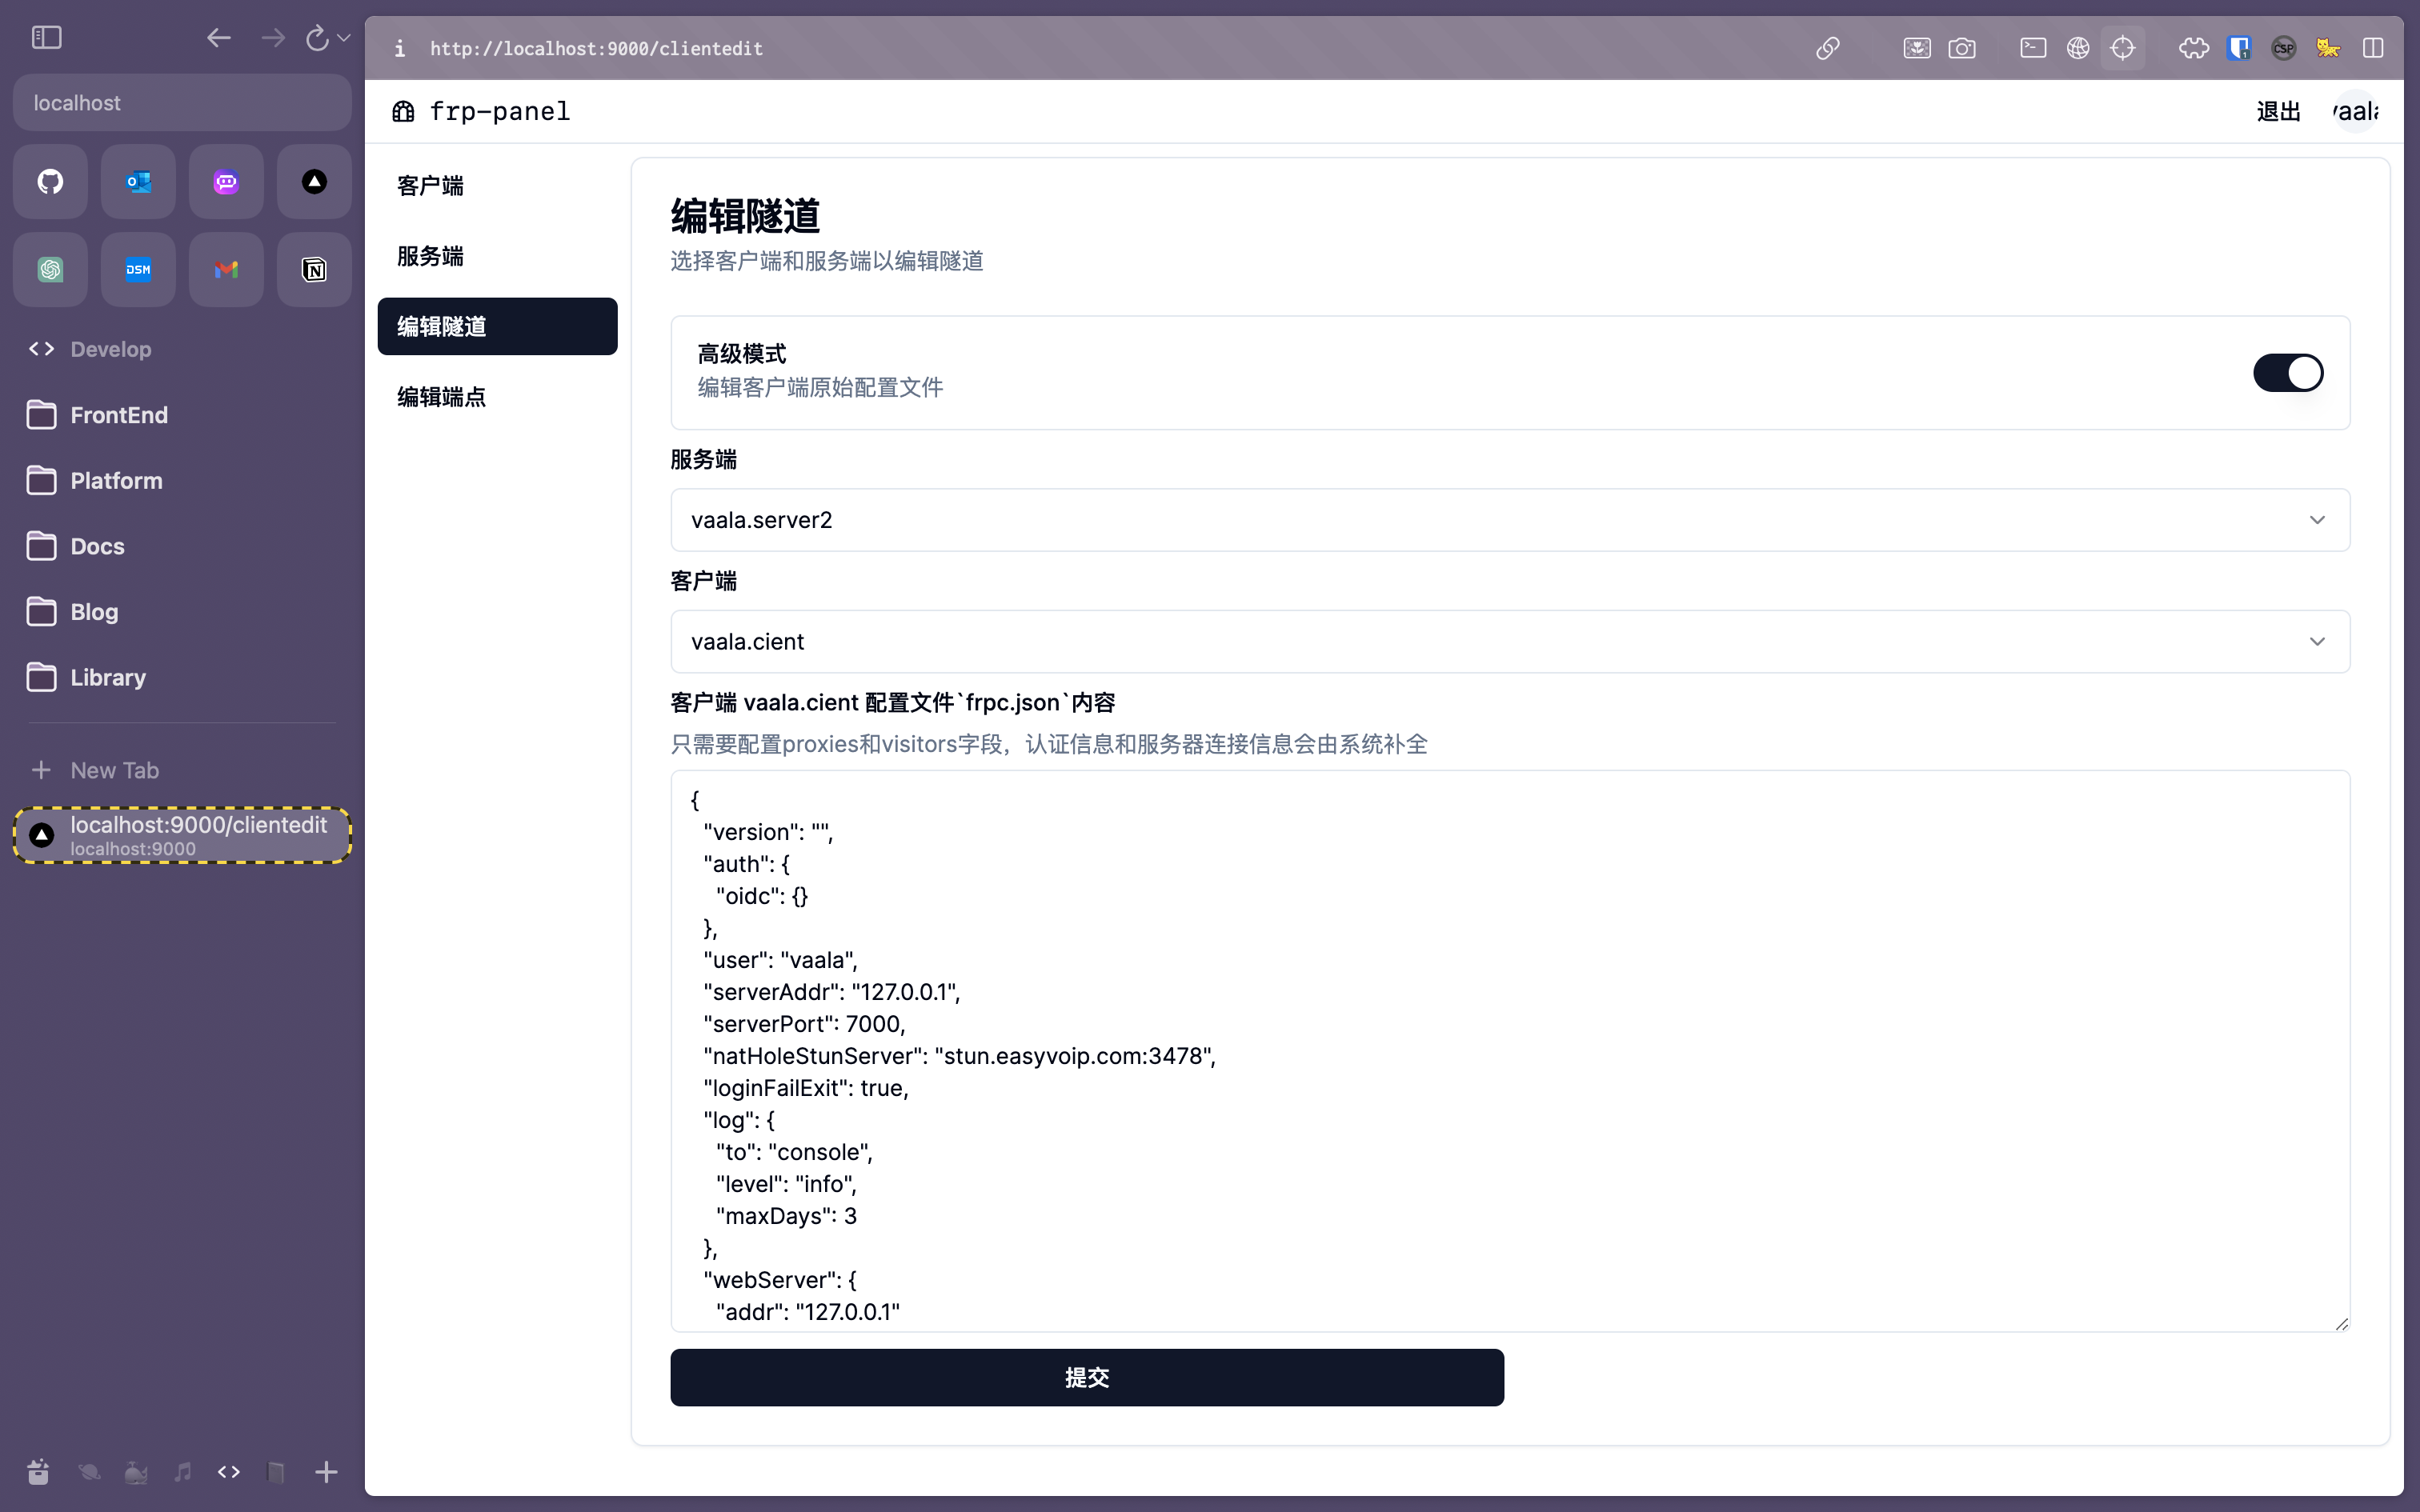 http://localhost:9000/clientedit
localhost
DSM
Develop
FrontEnd
Platform
Docs
Blog
Library
New Tab
localhost:9000/clientedit
localhost:9000
CSP
frp-panel
退出
vaala
客户端
服务端
编辑隧道
编辑端点
编辑隧道
选择客户端和服务端以编辑隧道
高级模式
编辑客户端原始配置文件
服务端
vaala.server2
客户端
vaala.cient
客户端 vaala.cient 配置文件`frpc.json`内容
只需要配置proxies和visitors字段，认证信息和服务器连接信息会由系统补全
{
"version": "",
"auth": {
"oidc": {}
},
"user": "vaala",
"serverAddr": "127.0.0.1",
"serverPort": 7000,
"natHoleStunServer": "stun.easyvoip.com:3478",
"loginFailExit": true,
"log": {
"to": "console",
"level": "info",
"maxDays": 3
},
"webServer": {
"addr": "127.0.0.1"
提交